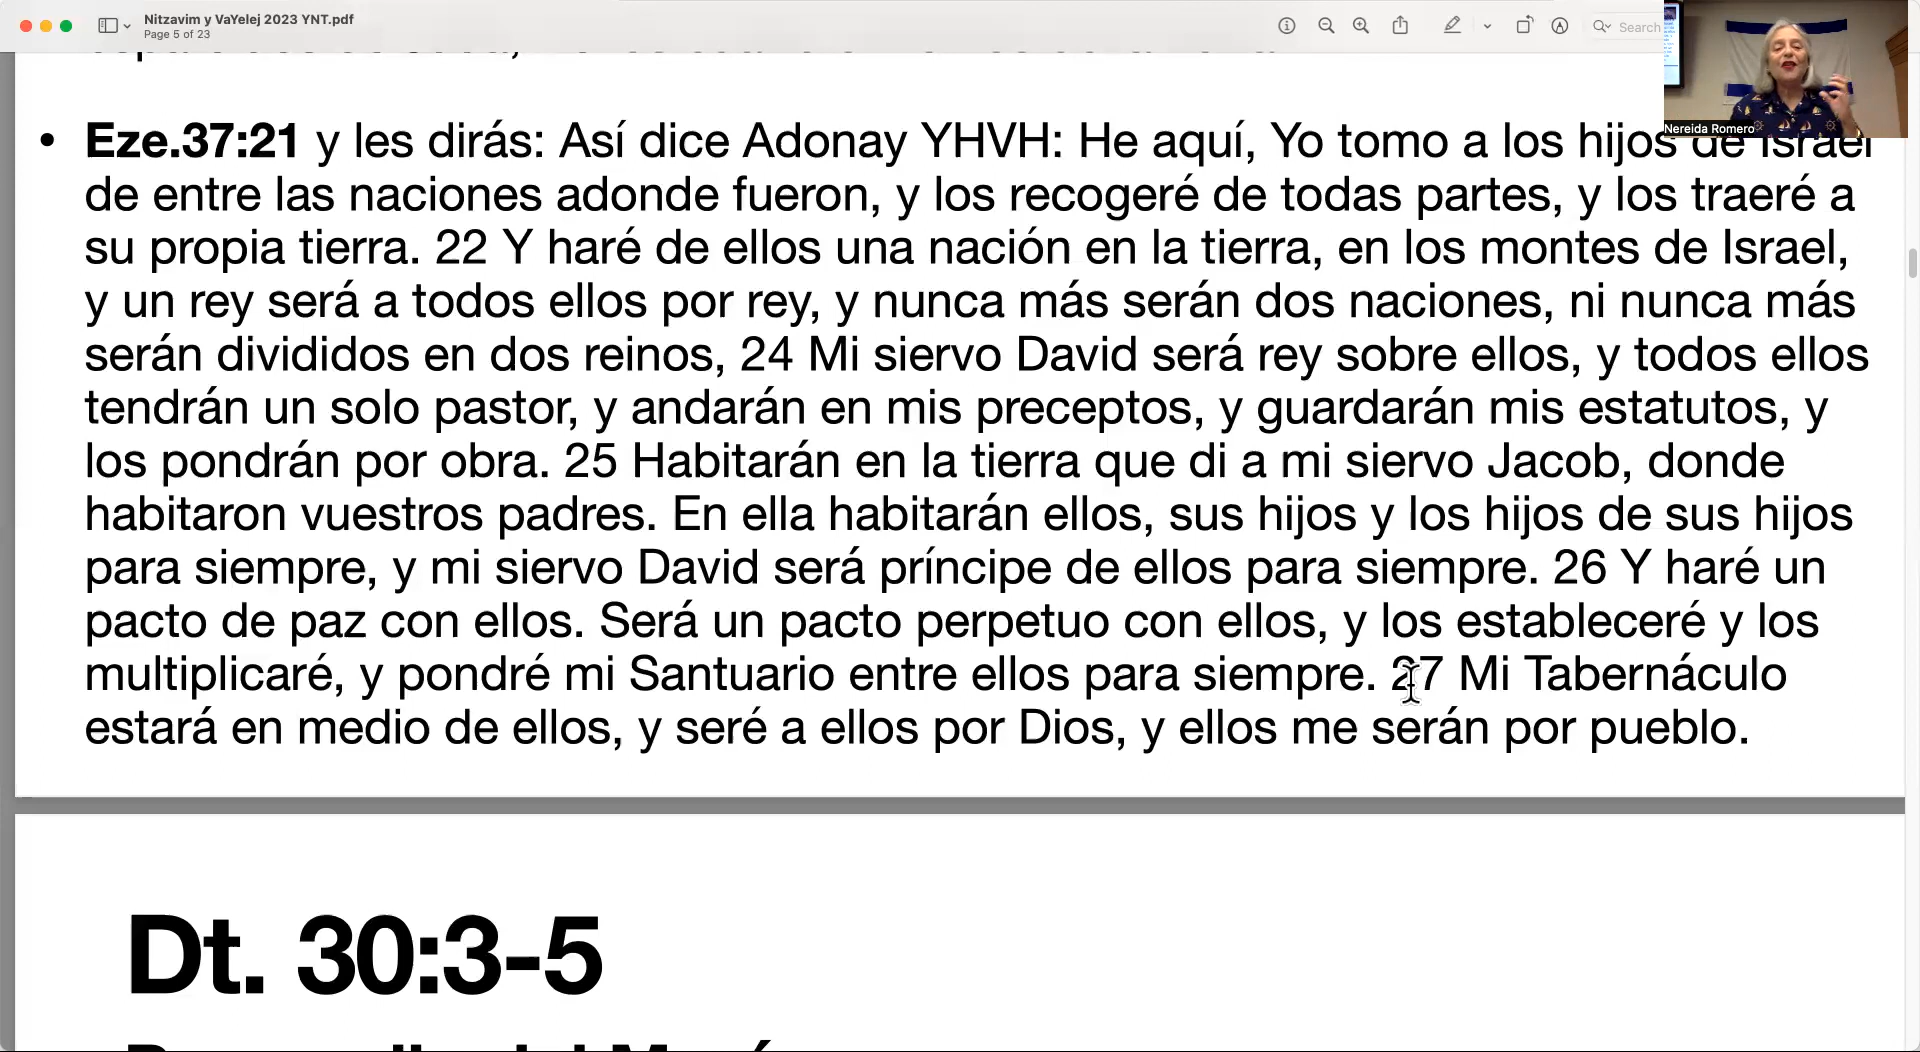 Nitzavim y VaYelej 2023 YNT.pdf
Page 5 of 23
Search
Nereida Romero
• Eze.37:21 y les dirás: Así dice Adonay YHVH: He aquí, Yo tomo a los hijos de Israel
de entre las naciones adonde fueron, y los recogeré de todas partes, y los traeré a
su propia tierra. 22 Y haré de ellos una nación en la tierra, en los montes de Israel,
y un rey será a todos ellos por rey, y nunca más serán dos naciones, ni nunca más
serán divididos en dos reinos, 24 Mi siervo David será rey sobre ellos, y todos ellos
tendrán un solo pastor, y andarán en mis preceptos, y guardarán mis estatutos, y
los pondrán por obra. 25 Habitarán en la tierra que di a mi siervo Jacob, donde
habitaron vuestros padres. En ella habitarán ellos, sus hijos y los hijos de sus hijos
para siempre, y mi siervo David será príncipe de ellos para siempre. 26 Y haré un
pacto de paz con ellos. Será un pacto perpetuo con ellos, y los estableceré y los
multiplicaré, y pondré mi Santuario entre ellos para siempre. 27 Mi Tabernáculo
estará en medio de ellos, y seré a ellos por Dios, y ellos me serán por pueblo.
Dt. 30:3-5